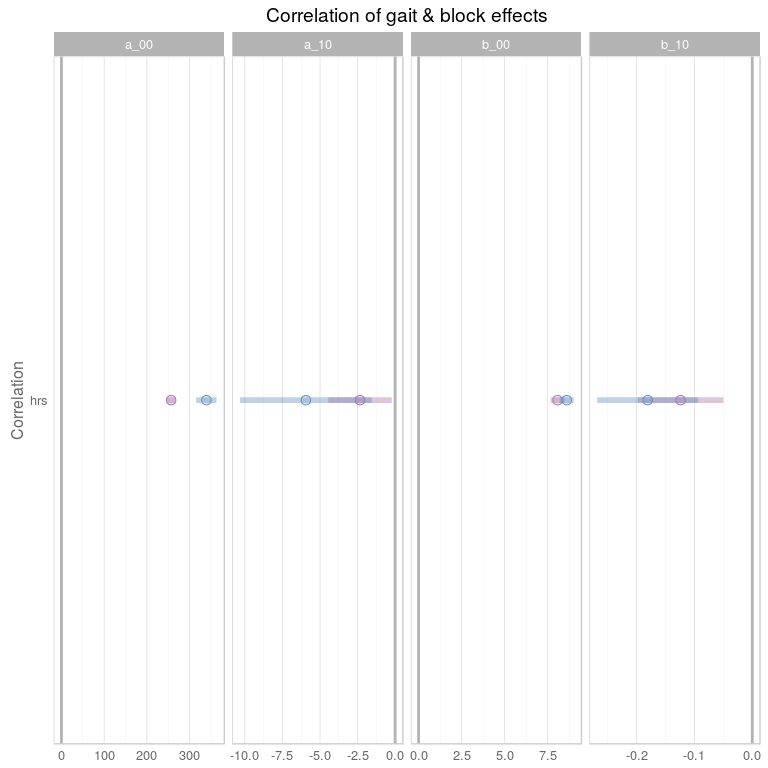 Correlation of gait & block effects
a_00 a_10 b_00 b_10
Correlation
hrs
0 100 200 300 -10.0 -7.5 -5.0 -2.5 0.0 0.0 2.5 5.0 7.5 -0.2 -0.1 0.0